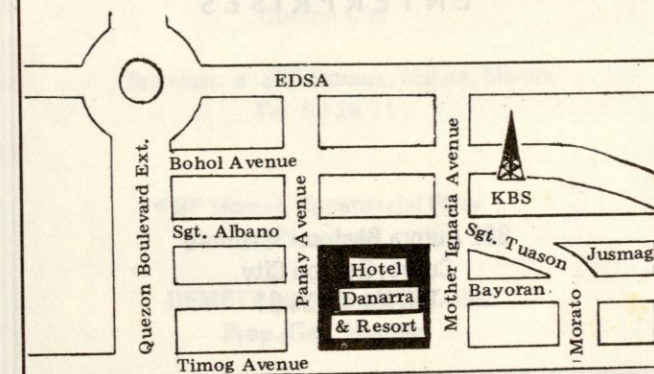 ENTERPRISES
EDSA
Quezon Boulevard Ext.
Bohol Avenue
Panay Avenue
Mother Ignacia Avenue
KBS
Sgt. Albano
Sgt. Tuason
Jusmag
Hotel
Danarra
& Resort
Bayoran
Morato
Timog Avenue